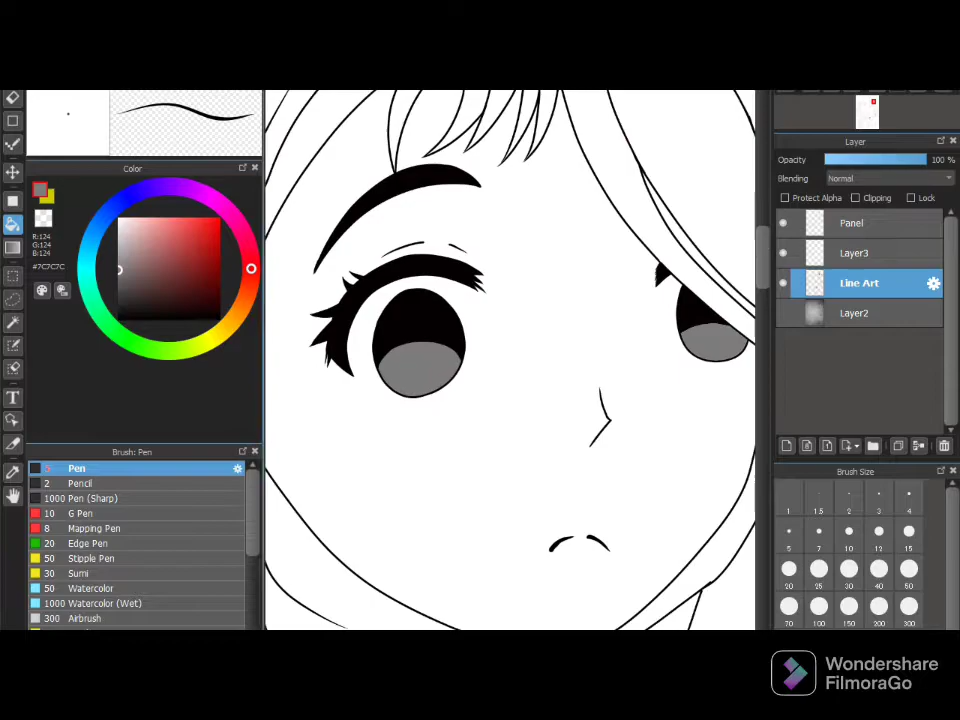 Color
R:124
G:124
B:124
#7C7C7C
Brush: Pen
5 Pen
2 Pencil
1000 Pen (Sharp)
10 G Pen
8 Mapping Pen
20 Edge Pen
50 Stipple Pen
30 Sumi
50 Watercolor
1000 Watercolor (Wet)
300 Airbrush
Layer
Opacity 100 %
Blending Normal
Protect Alpha Clipping Lock
Panel
Layer3
Line Art
Layer2
Brush Size
1 1.5 2 3 4
5 7 10 12 15
20 25 30 40 50
70 100 150 200 300
Wondershare
FilmoraGo